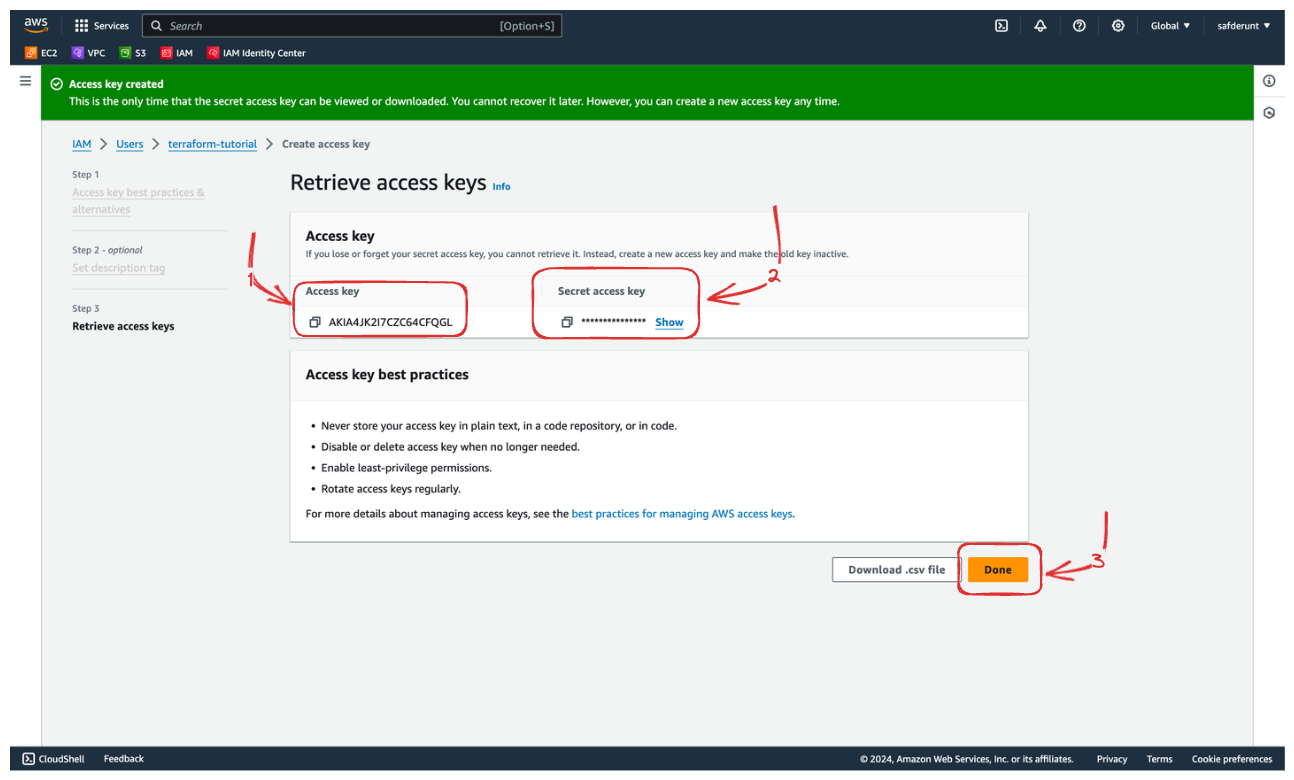 aws
Services
Search
[Option+S]
Global
safderunt
EC2
VPC
S3
IAM
IAM Identity Center
Access key created
This is the only time that the secret access key can be viewed or downloaded. You cannot recover it later. However, you can create a new access key any time.
IAM
Users
terraform-tutorial
Create access key
Step 1
Access key best practices &
alternatives
Step 2 - optional
Set description tag
Step 3
Retrieve access keys
Retrieve access keys Info
Access key
If you lose or forget your secret access key, you cannot retrieve it. Instead, create a new access key and make the old key inactive.
1
2
Access key
Secret access key
AKIA4JK2I7CZC64CFQGL
*************** Show
Access key best practices
• Never store your access key in plain text, in a code repository, or in code.
• Disable or delete access key when no longer needed.
• Enable least-privilege permissions.
• Rotate access keys regularly.
For more details about managing access keys, see the best practices for managing AWS access keys.
Download .csv file
Done
3
CloudShell
Feedback
© 2024, Amazon Web Services, Inc. or its affiliates.
Privacy
Terms
Cookie preferences